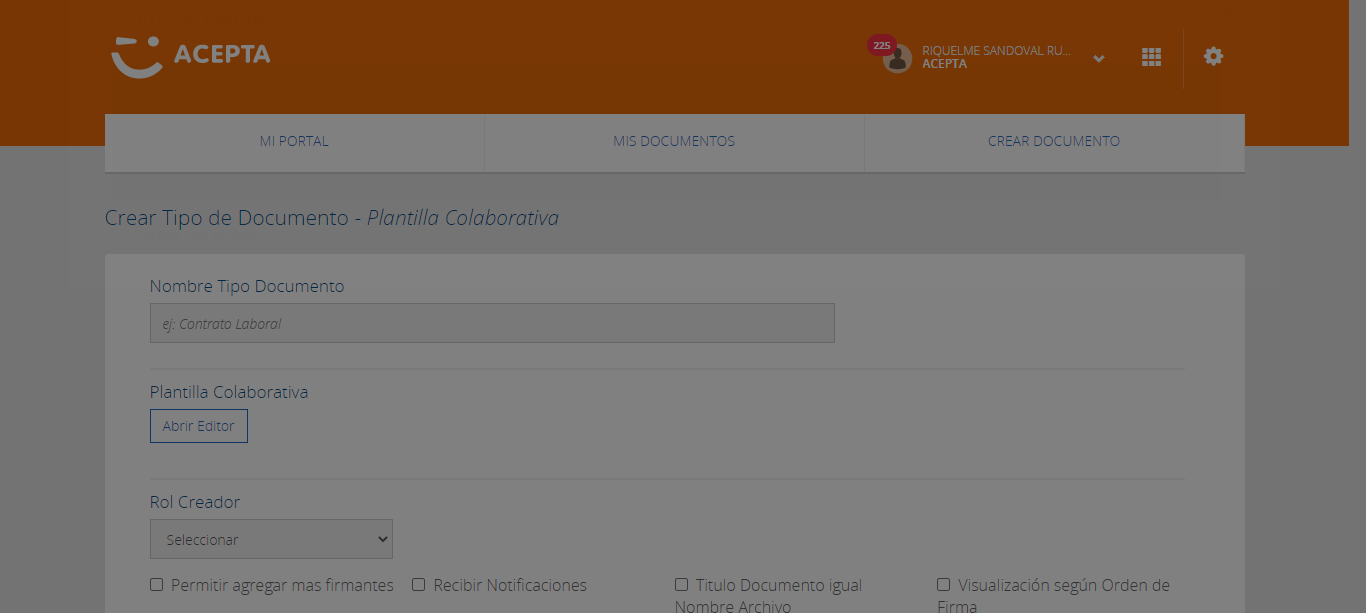 ACEPTA
225
RIQUELME SANDOVAL RU...
ACEPTA
MI PORTAL
MIS DOCUMENTOS
CREAR DOCUMENTO
Crear Tipo de Documento - Plantilla Colaborativa
Nombre Tipo Documento
ej: Contrato Laboral
Plantilla Colaborativa
Abrir Editor
Rol Creador
Seleccionar
Permitir agregar mas firmantes
Recibir Notificaciones
Titulo Documento igual
Nombre Archivo
Visualización según Orden de
Firma